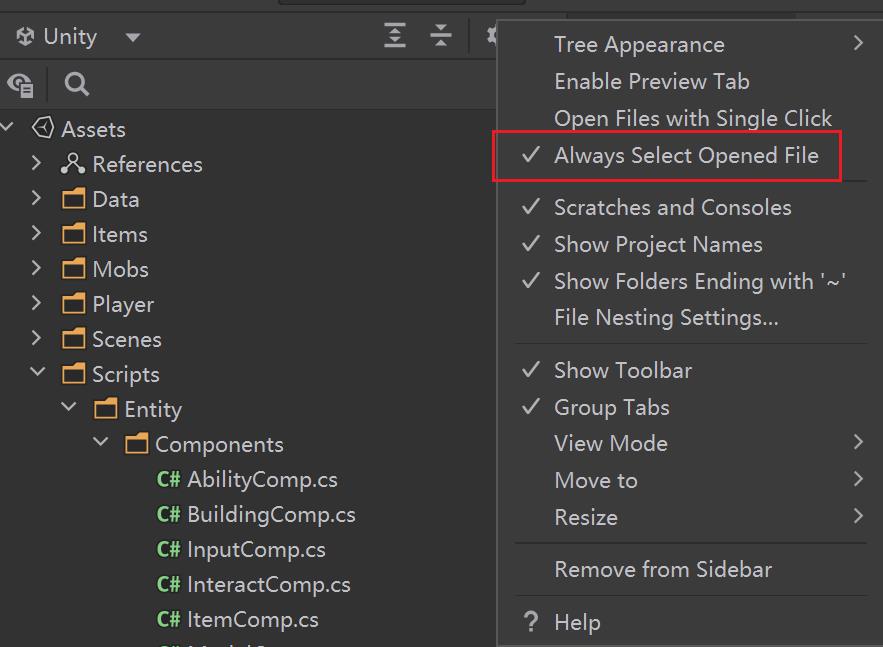 Unity
Assets
References
Data
Items
Mobs
Player
Scenes
Scripts
Entity
Components
C# AbilityComp.cs
C# BuildingComp.cs
C# InputComp.cs
C# InteractComp.cs
C# ItemComp.cs
Tree Appearance
Enable Preview Tab
Open Files with Single Click
Always Select Opened File
Scratches and Consoles
Show Project Names
Show Folders Ending with '~'
File Nesting Settings...
Show Toolbar
Group Tabs
View Mode
Move to
Resize
Remove from Sidebar
? Help